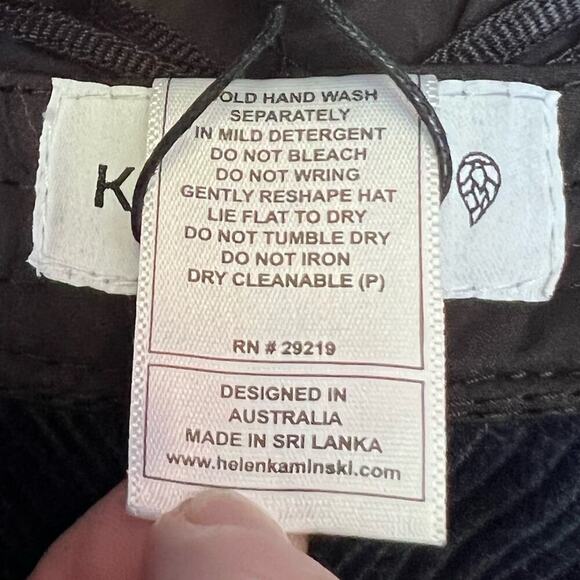 K
OLD HAND WASH
SEPARATELY
IN MILD DETERGENT
DO NOT BLEACH
DO NOT WRING
GENTLY RESHAPE HAT
LIE FLAT TO DRY
DO NOT TUMBLE DRY
DO NOT IRON
DRY CLEANABLE (P)
RN # 29219
DESIGNED IN
AUSTRALIA
MADE IN SRI LANKA
www.helenkaminski.com